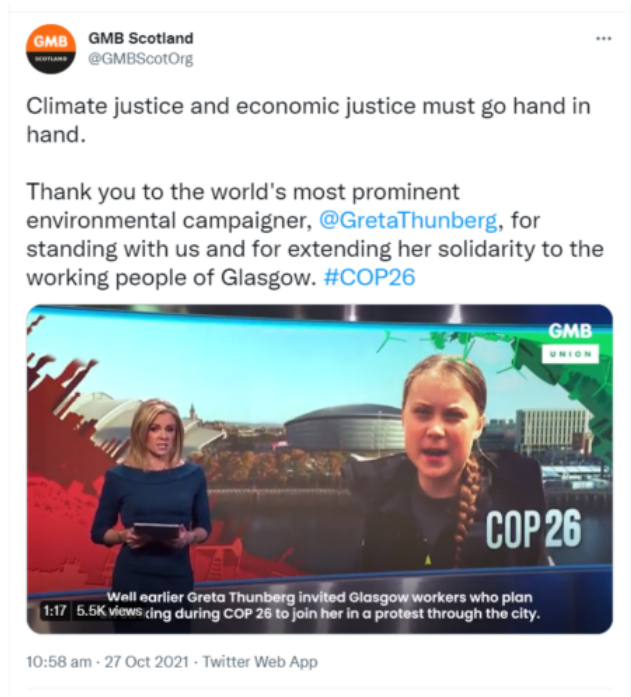 GMB
SCOTLAND
GMB Scotland
@GMBScotOrg
...
Climate justice and economic justice must go hand in
hand.
Thank you to the world's most prominent
environmental campaigner, @GretaThunberg, for
standing with us and for extending her solidarity to the
working people of Glasgow. #COP26
GMB
UNION
COP 26
Well earlier Greta Thunberg invited Glasgow workers who plan
king during COP 26 to join her in a protest through the city.
1:17 5.5K views
10:58 am · 27 Oct 2021 · Twitter Web App